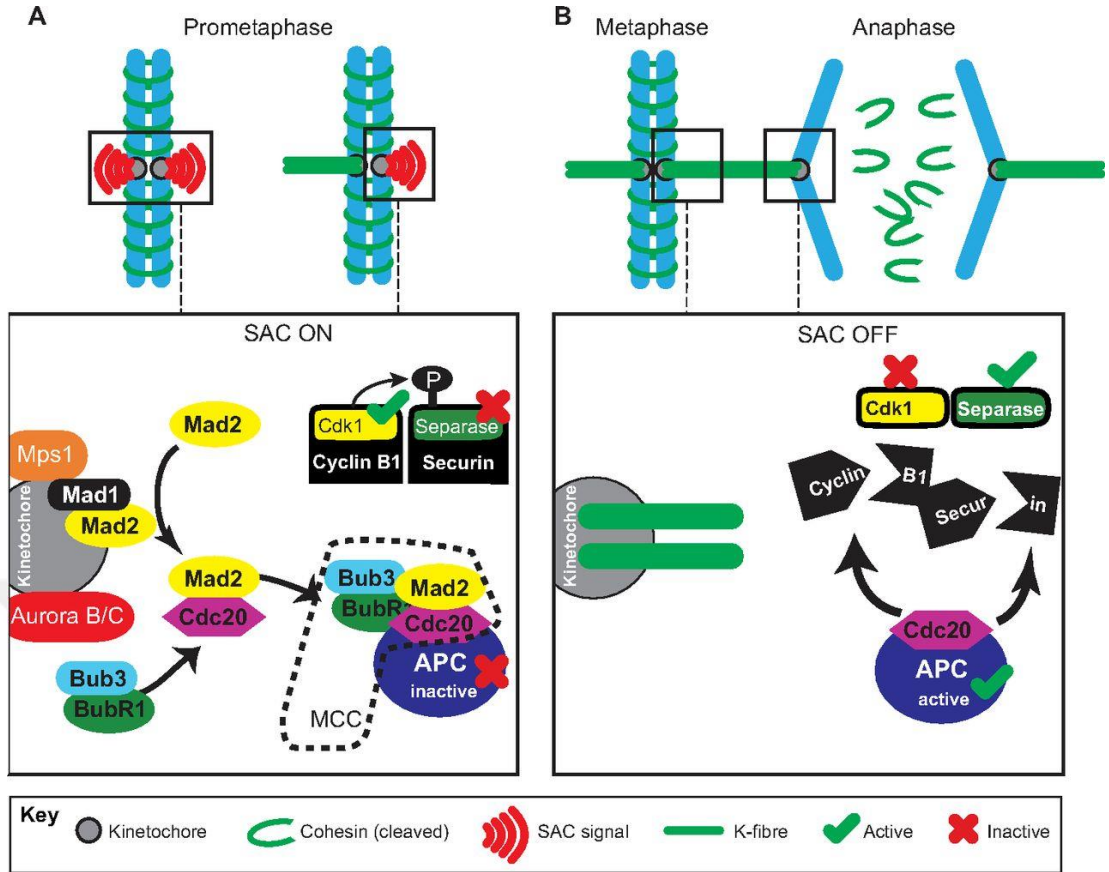 A
Prometaphase
B
Metaphase
Anaphase
SAC ON
Mad2
Mps1
Mad1
Mad2
Kinetochore
Aurora B/C
Mad2
Cdc20
Bub3
BubR1
P
Cdk1
Separase
Cyclin B1
Securin
Bub3
Mad2
BubR1
Cdc20
APC
inactive
MCC
SAC OFF
Cdk1
Separase
Cyclin
B1
Secur
in
Kinetochore
Cdc20
APC
active
Key
Kinetochore
Cohesin (cleaved)
SAC signal
K-fibre
Active
Inactive